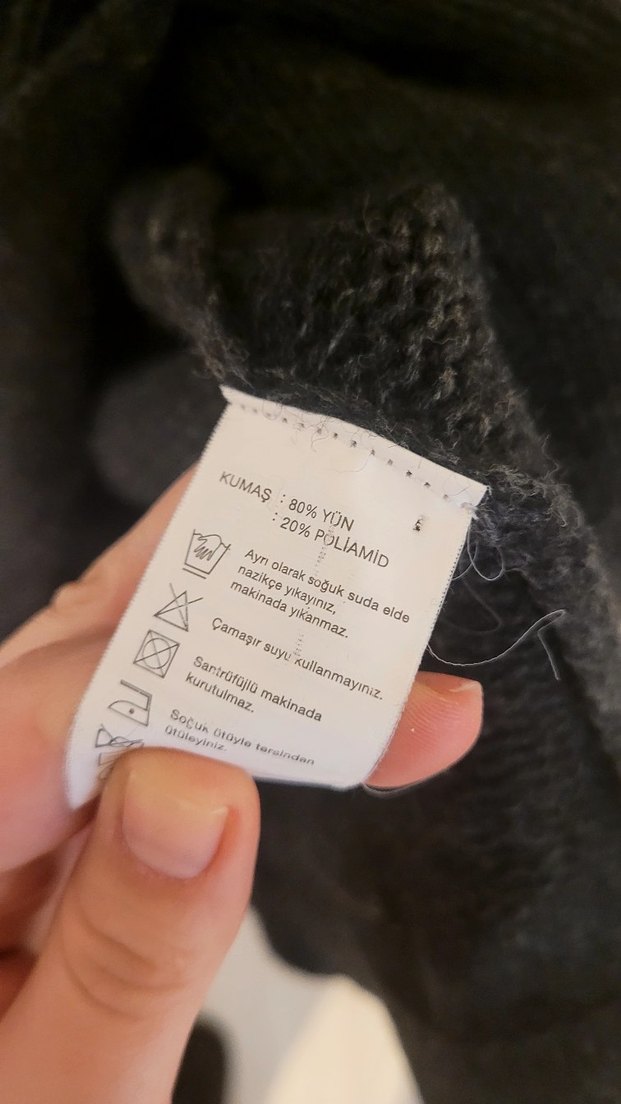 KUMAŞ : 80% YÜN
: 20% POLİAMİD
Ayrı olarak soğuk suda elde
nazikçe yıkayınız,
makinada yıkanmaz.
Çamaşır suyu kullanmayınız.
Santrüfüjlü makinada
kurutulmaz.
Soğuk ütüyle tersinden
ütüleyiniz.